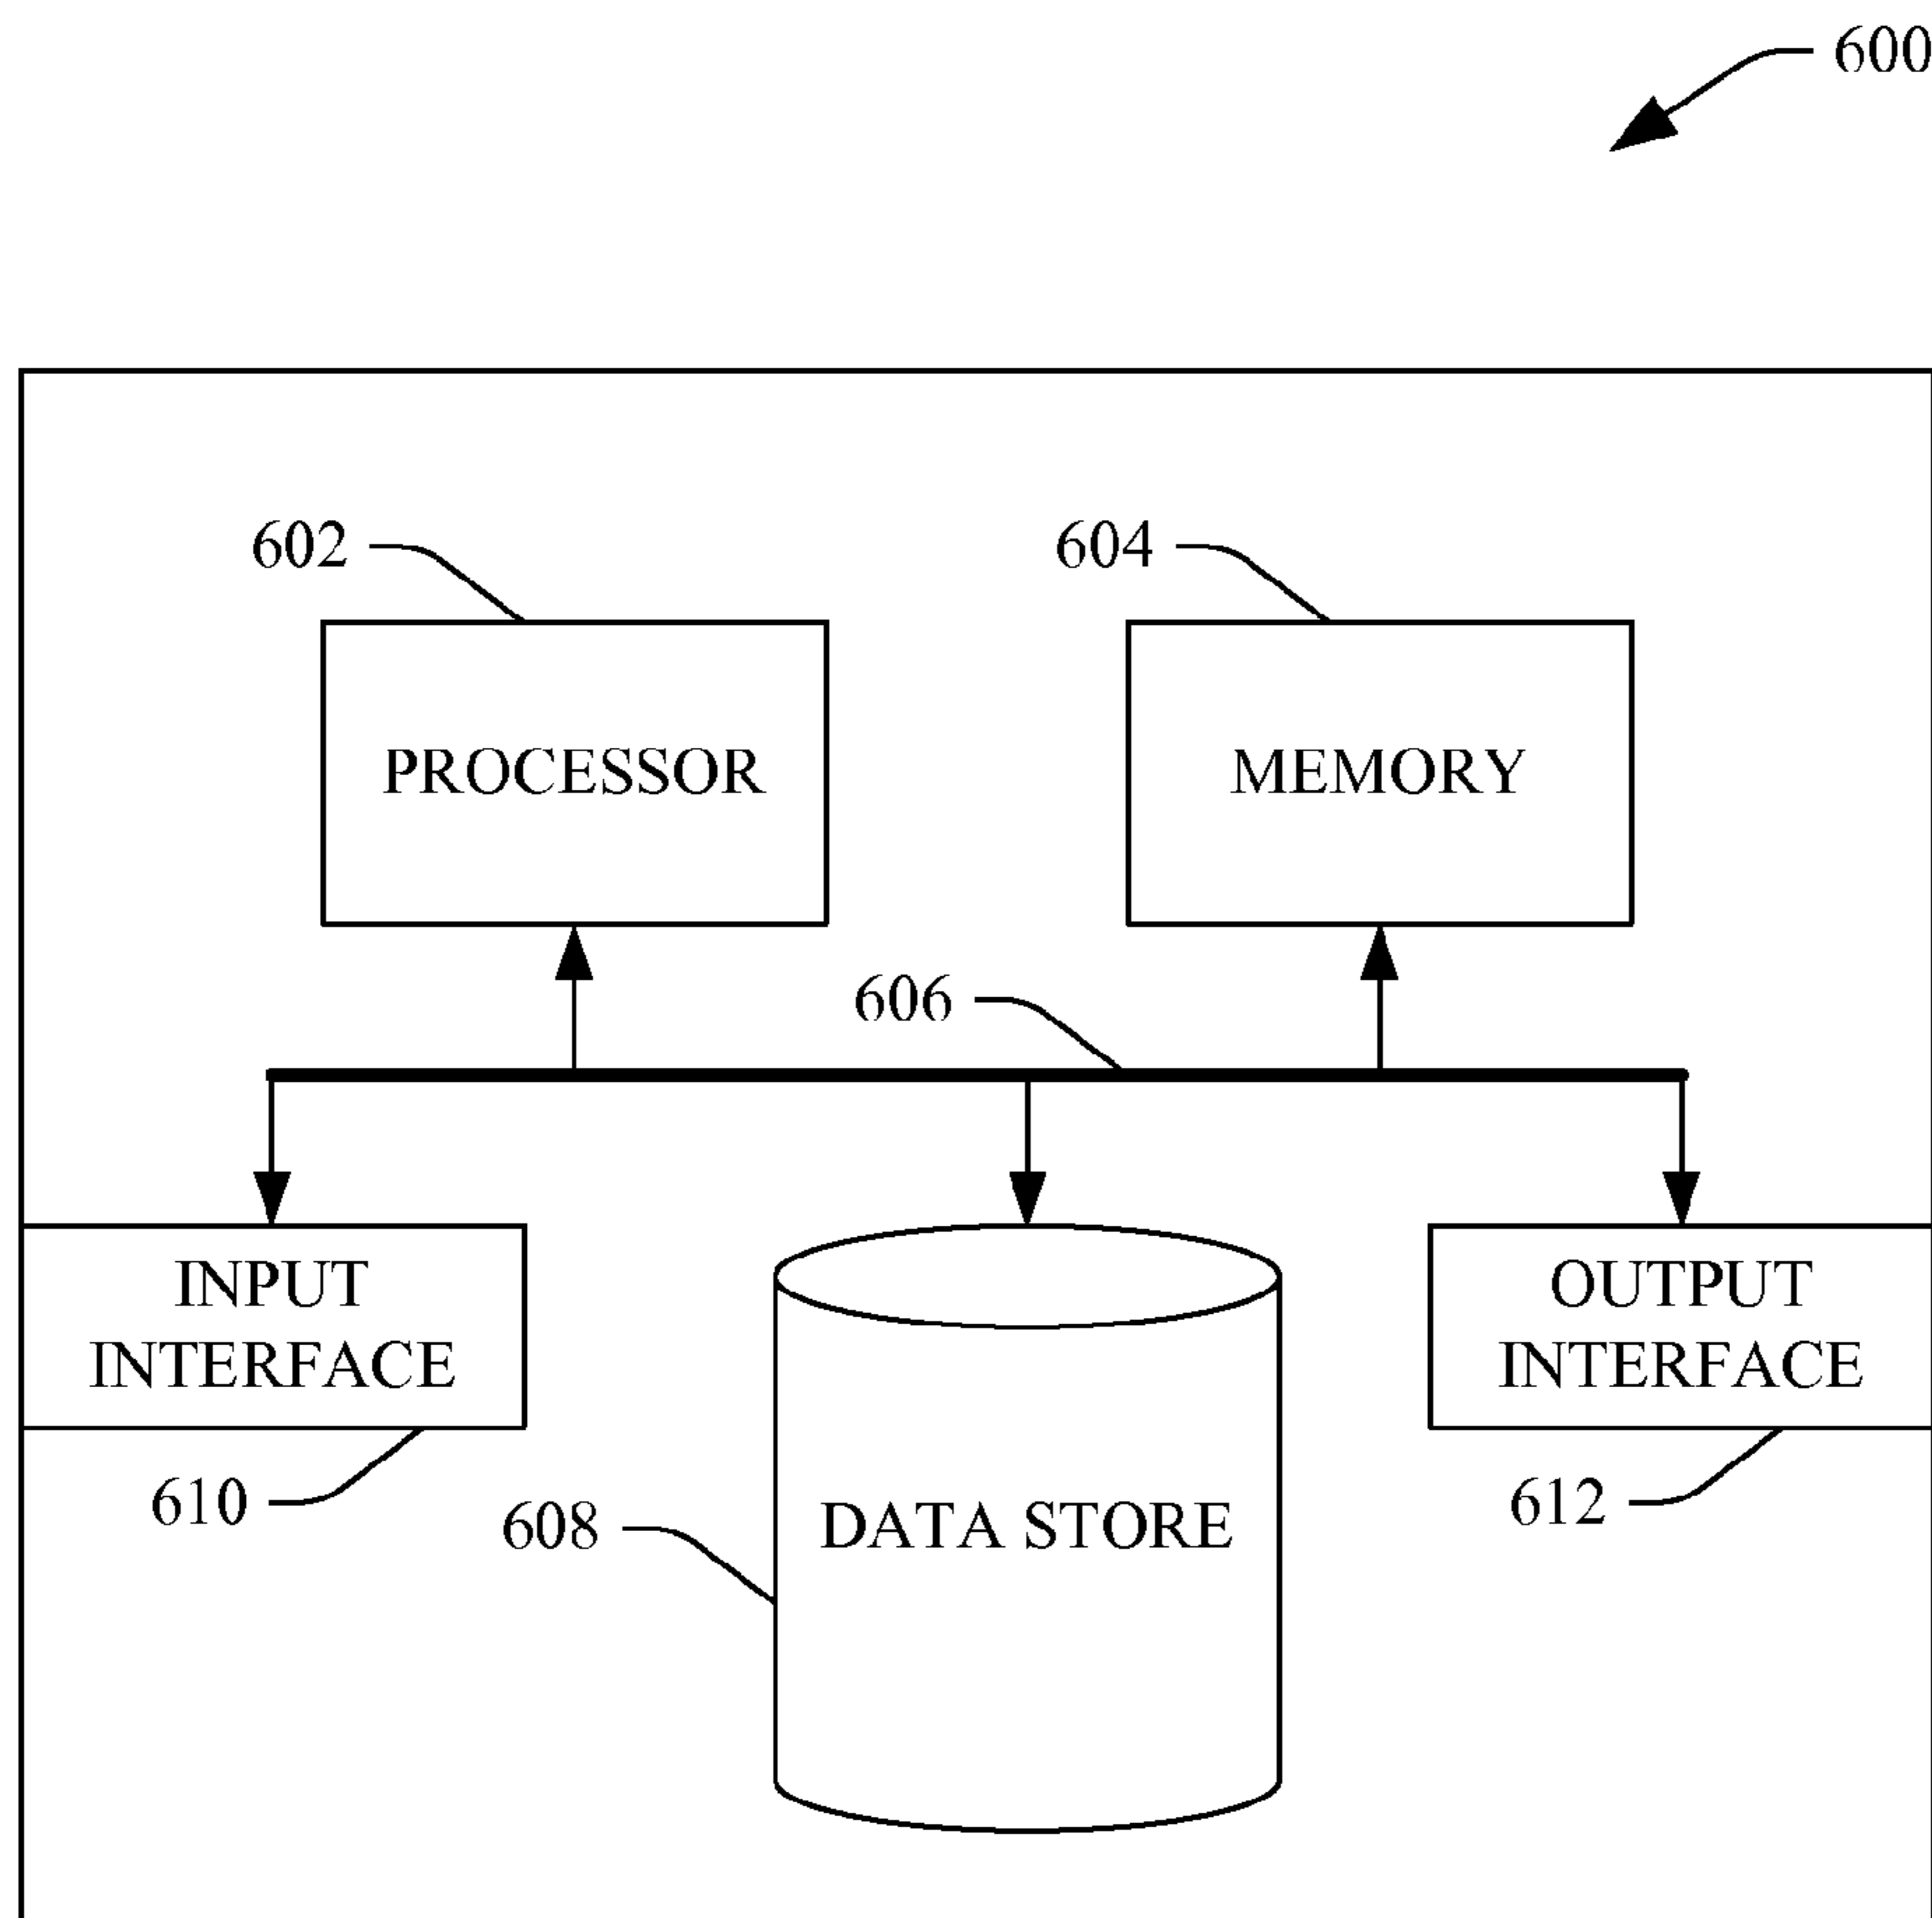 600
602
604
PROCESSOR
MEMORY
606
INPUT
INTERFACE
OUTPUT
INTERFACE
610
608
DATA STORE
612